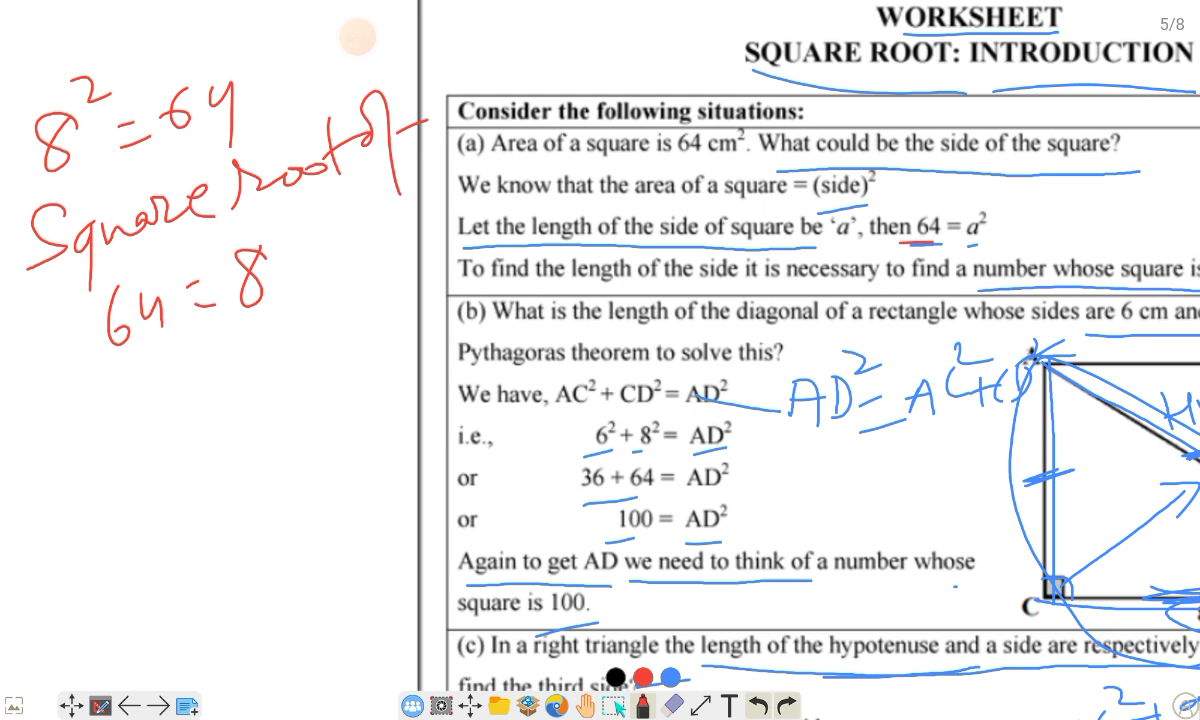 WORKSHEET
5/8
SQUARE ROOT: INTRODUCTION
8² = 64
Square root of
64 = 8
Consider the following situations:
(a) Area of a square is 64 cm². What could be the side of the square?
We know that the area of a square = (side)²
Let the length of the side of square be ‘a’, then 64 = a²
To find the length of the side it is necessary to find a number whose square is
(b) What is the length of the diagonal of a rectangle whose sides are 6 cm an
Pythagoras theorem to solve this?
We have, AC² + CD² = AD²
AD² = AC² + CD²
i.e., 6² + 8² = AD²
or 36 + 64 = AD²
or 100 = AD²
Again to get AD we need to think of a number whose
square is 100.
C
(c) In a right triangle the length of the hypotenuse and a side are respectively
find the third side
T